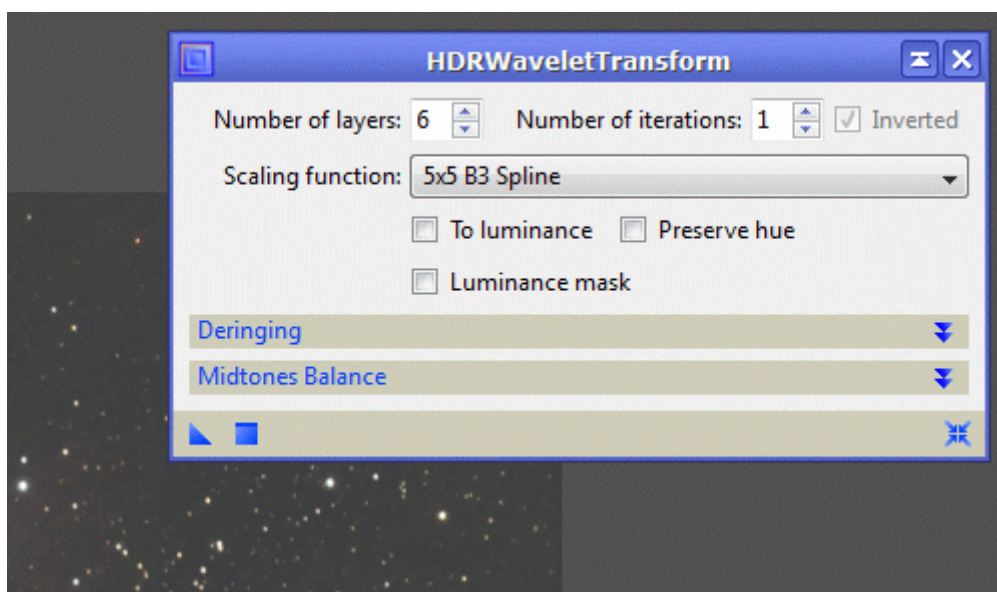 HDRWaveletTransform
Number of layers: 6 Number of iterations: 1 Inverted
Scaling function: 5x5 B3 Spline
To luminance Preserve hue
Luminance mask
Deringing
Midtones Balance